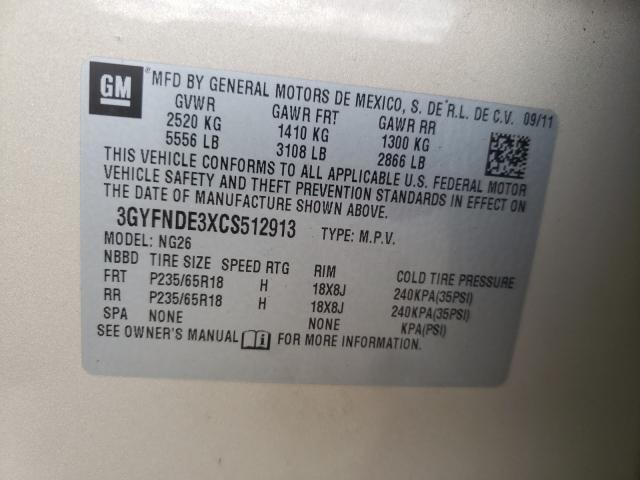 GM
® MFD BY GENERAL MOTORS DE MEXICO, S. DE R.L. DE C.V. 09/11
GVWR GAWR FRT GAWR RR
2520 KG 1410 KG 1300 KG
5556 LB 3108 LB 2866 LB
THIS VEHICLE CONFORMS TO ALL APPLICABLE U.S. FEDERAL MOTOR
VEHICLE SAFETY AND THEFT PREVENTION STANDARDS IN EFFECT ON
THE DATE OF MANUFACTURE SHOWN ABOVE.
3GYFNDE3XCS512913 TYPE: M.P.V.
MODEL: NG26
NBBD TIRE SIZE SPEED RTG RIM COLD TIRE PRESSURE
FRT P235/65R18 H 18X8J 240KPA(35PSI)
RR P235/65R18 H 18X8J 240KPA(35PSI)
SPA NONE NONE KPA(PSI)
SEE OWNER'S MANUAL i FOR MORE INFORMATION.